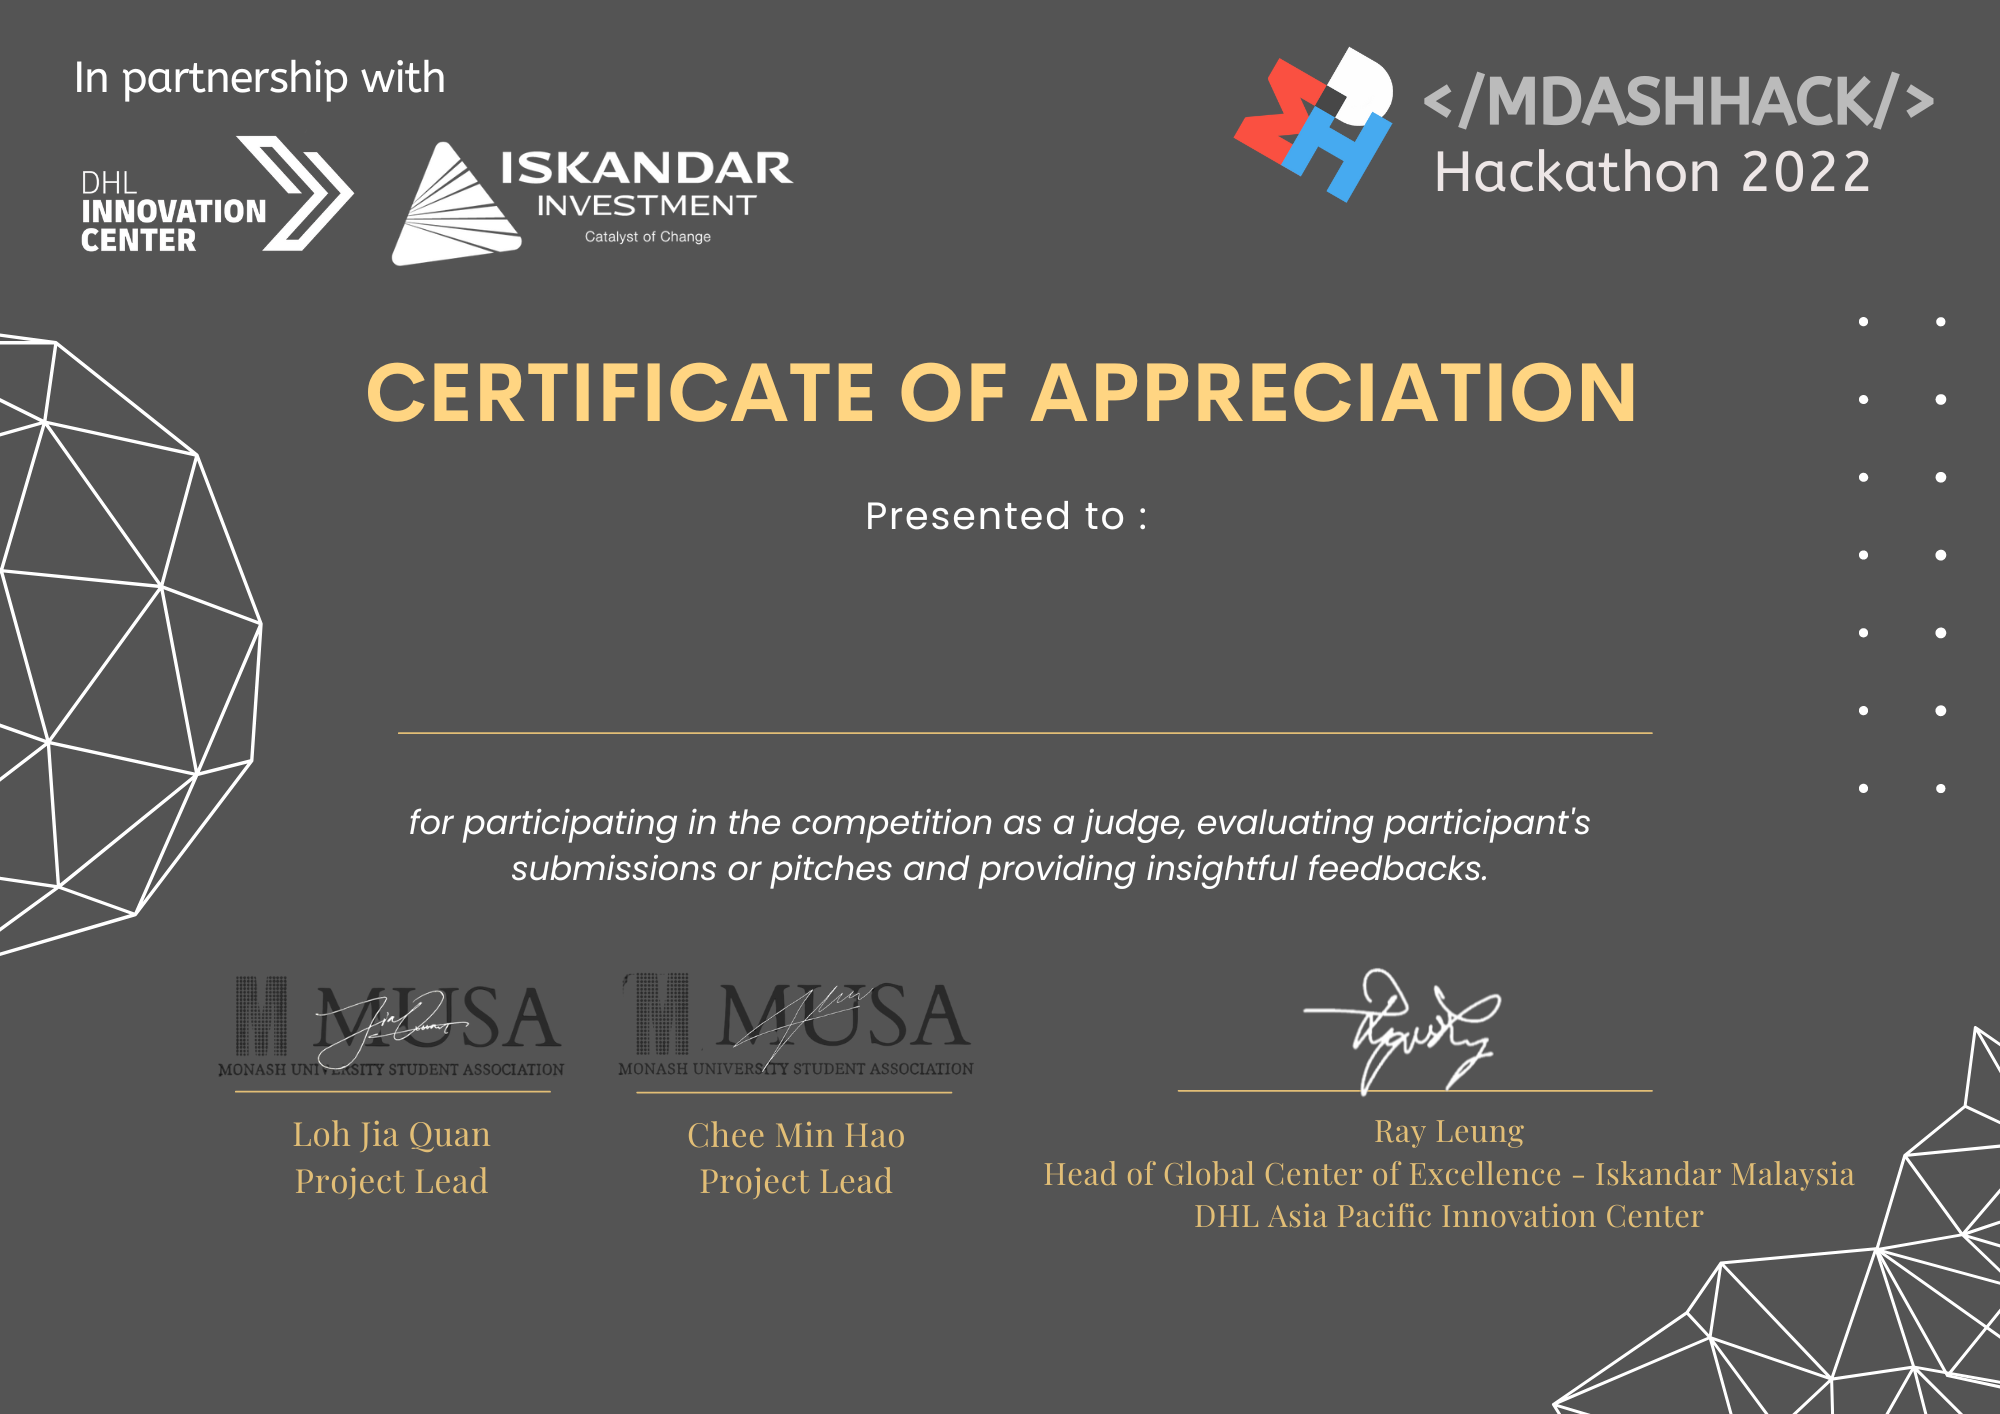 In partnership with
DHL
INNOVATION
CENTER
ISKANDAR
INVESTMENT
Catalyst of Change
</MDASHHACK/>
Hackathon 2022
CERTIFICATE OF APPRECIATION
Presented to :
for participating in the competition as a judge, evaluating participant's
submissions or pitches and providing insightful feedbacks.
M MUSA
MONASH UNIVERSITY STUDENT ASSOCIATION
Jia Quan
Loh Jia Quan
Project Lead
M MUSA
MONASH UNIVERSITY STUDENT ASSOCIATION
Chee Min Hao
Project Lead
Ray Leung
Head of Global Center of Excellence - Iskandar Malaysia
DHL Asia Pacific Innovation Center